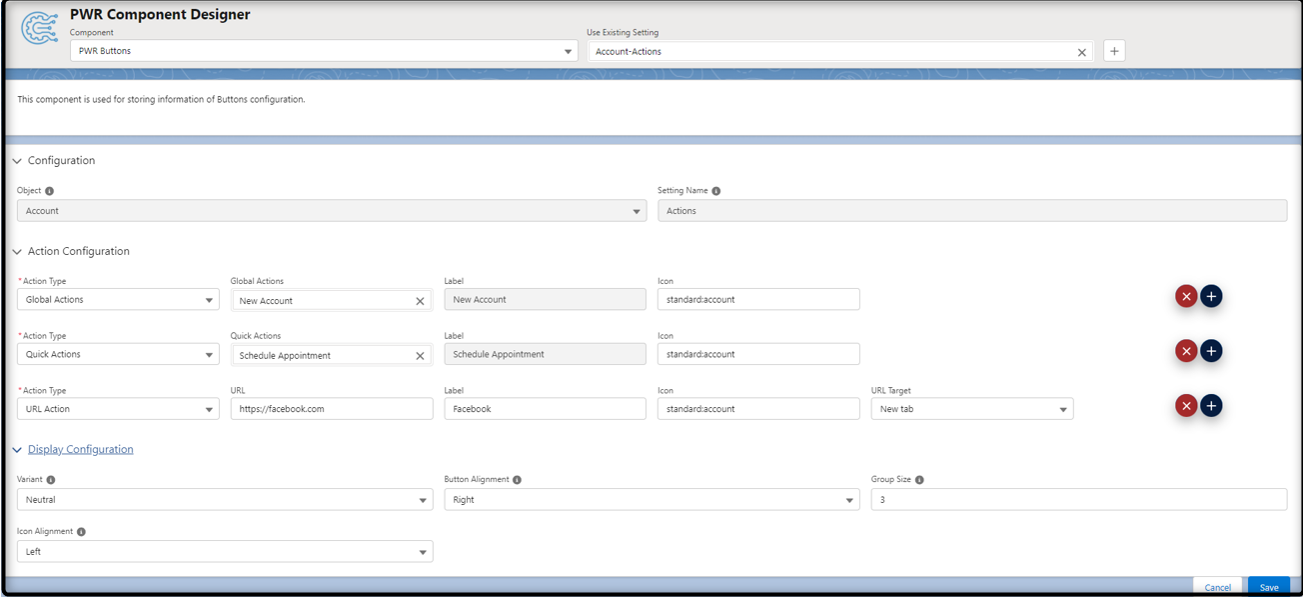 PWR Component Designer
Component Use Existing Setting
PWR Buttons Account-Actions
This component is used for storing information of Buttons configuration.
Configuration
Object Setting Name
Account Actions
Action Configuration
*Action Type Global Actions Label Icon
Global Actions New Account New Account standard:account
*Action Type Quick Actions Label Icon
Quick Actions Schedule Appointment Schedule Appointment standard:account
*Action Type URL Label Icon URL Target
URL Action https://facebook.com Facebook standard:account New tab
Display Configuration
Variant Button Alignment Group Size
Neutral Right 3
Icon Alignment
Left
Cancel Save